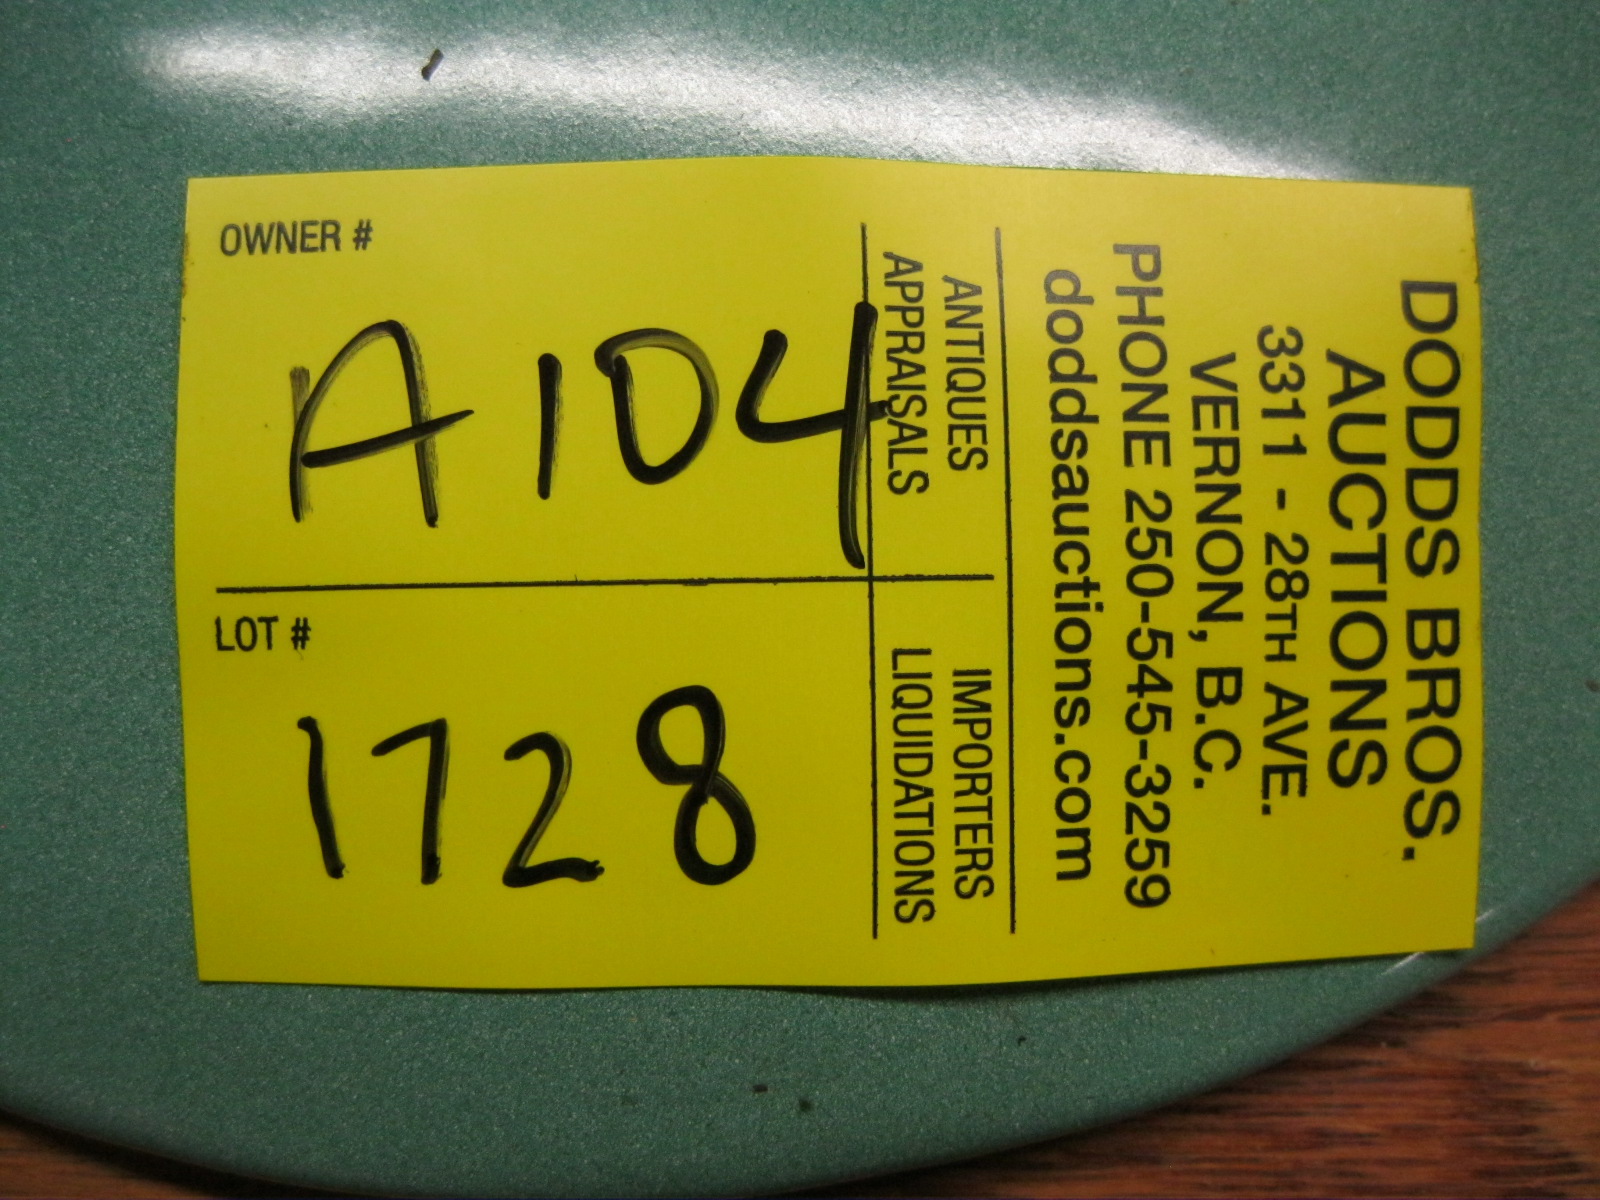 DODDS BROS.
AUCTIONS
3311 - 28TH AVE.
VERNON, B.C.
PHONE 250-545-3259
doddsauctions.com
ANTIQUES
APPRAISALS
IMPORTERS
LIQUIDATIONS
OWNER #
A104
LOT #
1728